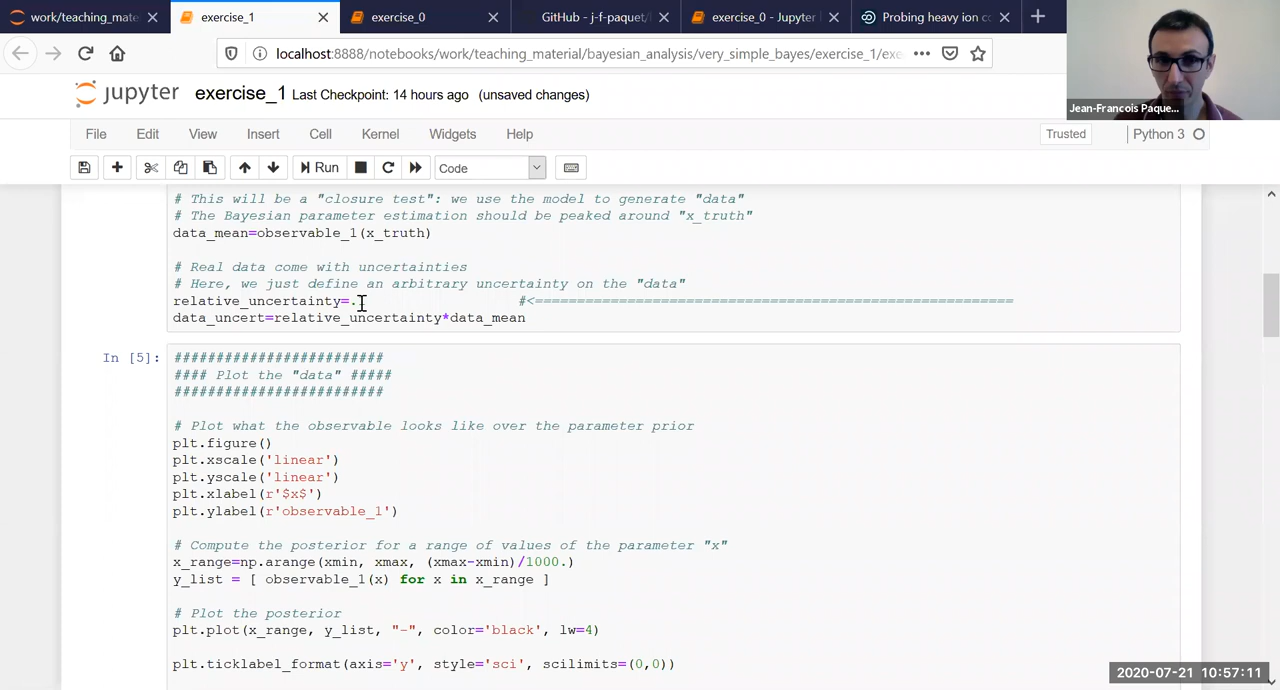 work/teaching_mate
exercise_1
exercise_0
GitHub - j-f-paquet/
exercise_0 - Jupyter
Probing heavy ion co
localhost:8888/notebooks/work/teaching_material/bayesian_analysis/very_simple_bayes/exercise_1/exe
jupyter
exercise_1 Last Checkpoint: 14 hours ago (unsaved changes)
Jean-Francois Paque...
File Edit View Insert Cell Kernel Widgets Help
Trusted
Python 3
Run
Code
# This will be a "closure test": we use the model to generate "data"
# The Bayesian parameter estimation should be peaked around "x_truth"
data_mean=observable_1(x_truth)
# Real data come with uncertainties
# Here, we just define an arbitrary uncertainty on the "data"
relative_uncertainty=. #<=========================================================
data_uncert=relative_uncertainty*data_mean
In [5]:
#########################
#### Plot the "data" #####
#########################
# Plot what the observable looks like over the parameter prior
plt.figure()
plt.xscale('linear')
plt.yscale('linear')
plt.xlabel(r'$x$')
plt.ylabel(r'observable_1')
# Compute the posterior for a range of values of the parameter "x"
x_range=np.arange(xmin, xmax, (xmax-xmin)/1000.)
y_list = [ observable_1(x) for x in x_range ]
# Plot the posterior
plt.plot(x_range, y_list, "-", color='black', lw=4)
plt.ticklabel_format(axis='y', style='sci', scilimits=(0,0))
2020-07-21 10:57:11